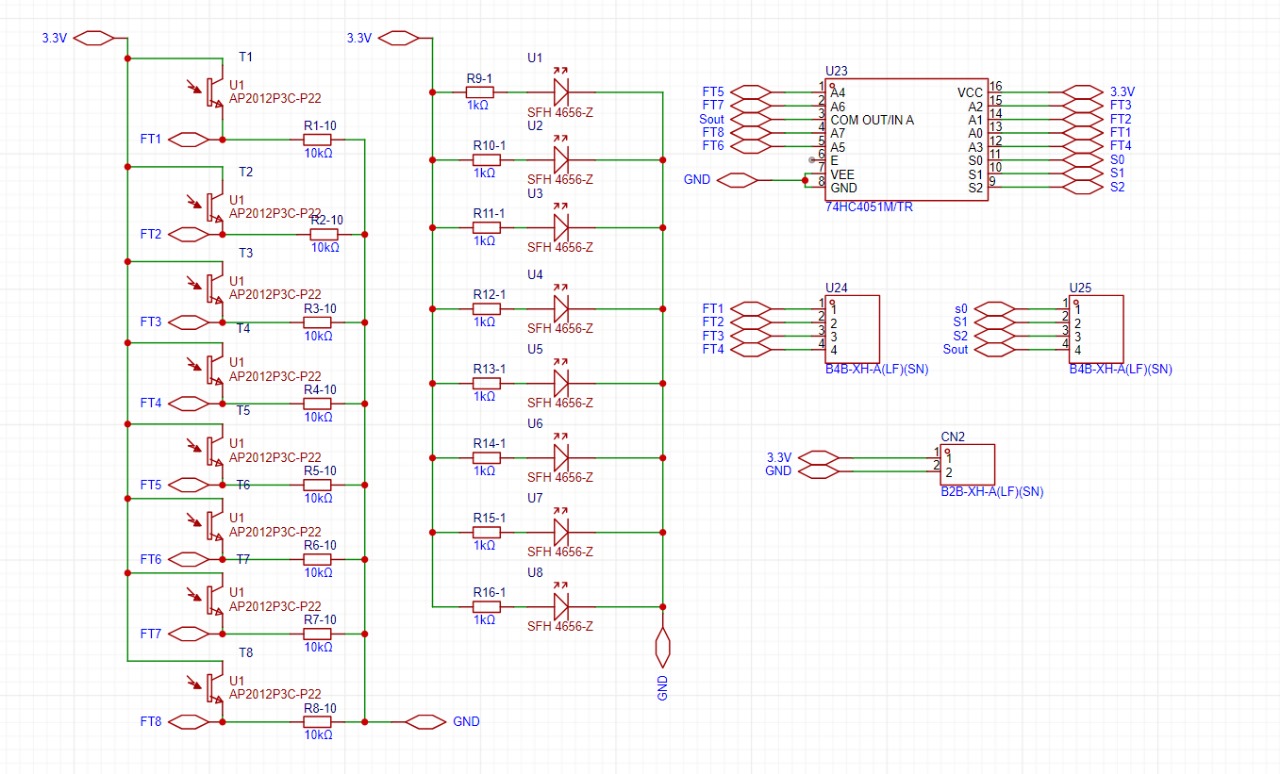 3.3V
T1
U1
AP2012P3C-P22
FT1
R1-10
10kΩ
T2
U1
AP2012P3C-P22
FT2
R2-10
10kΩ
T3
U1
AP2012P3C-P22
FT3
R3-10
10kΩ
T4
U1
AP2012P3C-P22
FT4
R4-10
10kΩ
T5
U1
AP2012P3C-P22
FT5
R5-10
10kΩ
T6
U1
AP2012P3C-P22
FT6
R6-10
10kΩ
T7
U1
AP2012P3C-P22
FT7
R7-10
10kΩ
T8
U1
AP2012P3C-P22
FT8
R8-10
10kΩ
GND
3.3V
U1
R9-1
1kΩ
SFH 4656-Z
U2
R10-1
1kΩ
SFH 4656-Z
U3
R11-1
1kΩ
SFH 4656-Z
U4
R12-1
1kΩ
SFH 4656-Z
U5
R13-1
1kΩ
SFH 4656-Z
U6
R14-1
1kΩ
SFH 4656-Z
U7
R15-1
1kΩ
SFH 4656-Z
U8
R16-1
1kΩ
SFH 4656-Z
GND
U23
FT5 1 A4 VCC 16 3.3V
FT7 2 A6 A2 15 FT3
Sout 3 COM OUT/IN A A1 14 FT2
FT8 4 A7 A0 13 FT1
FT6 5 A5 A3 12 FT4
6 E S0 11 S0
GND 7 VEE S1 10 S1
8 GND S2 9 S2
74HC4051M/TR
U24
FT1 1 1
FT2 2 2
FT3 3 3
FT4 4 4
B4B-XH-A(LF)(SN)
U25
s0 1 1
S1 2 2
S2 3 3
Sout 4 4
B4B-XH-A(LF)(SN)
CN2
3.3V 1 1
GND 2 2
B2B-XH-A(LF)(SN)